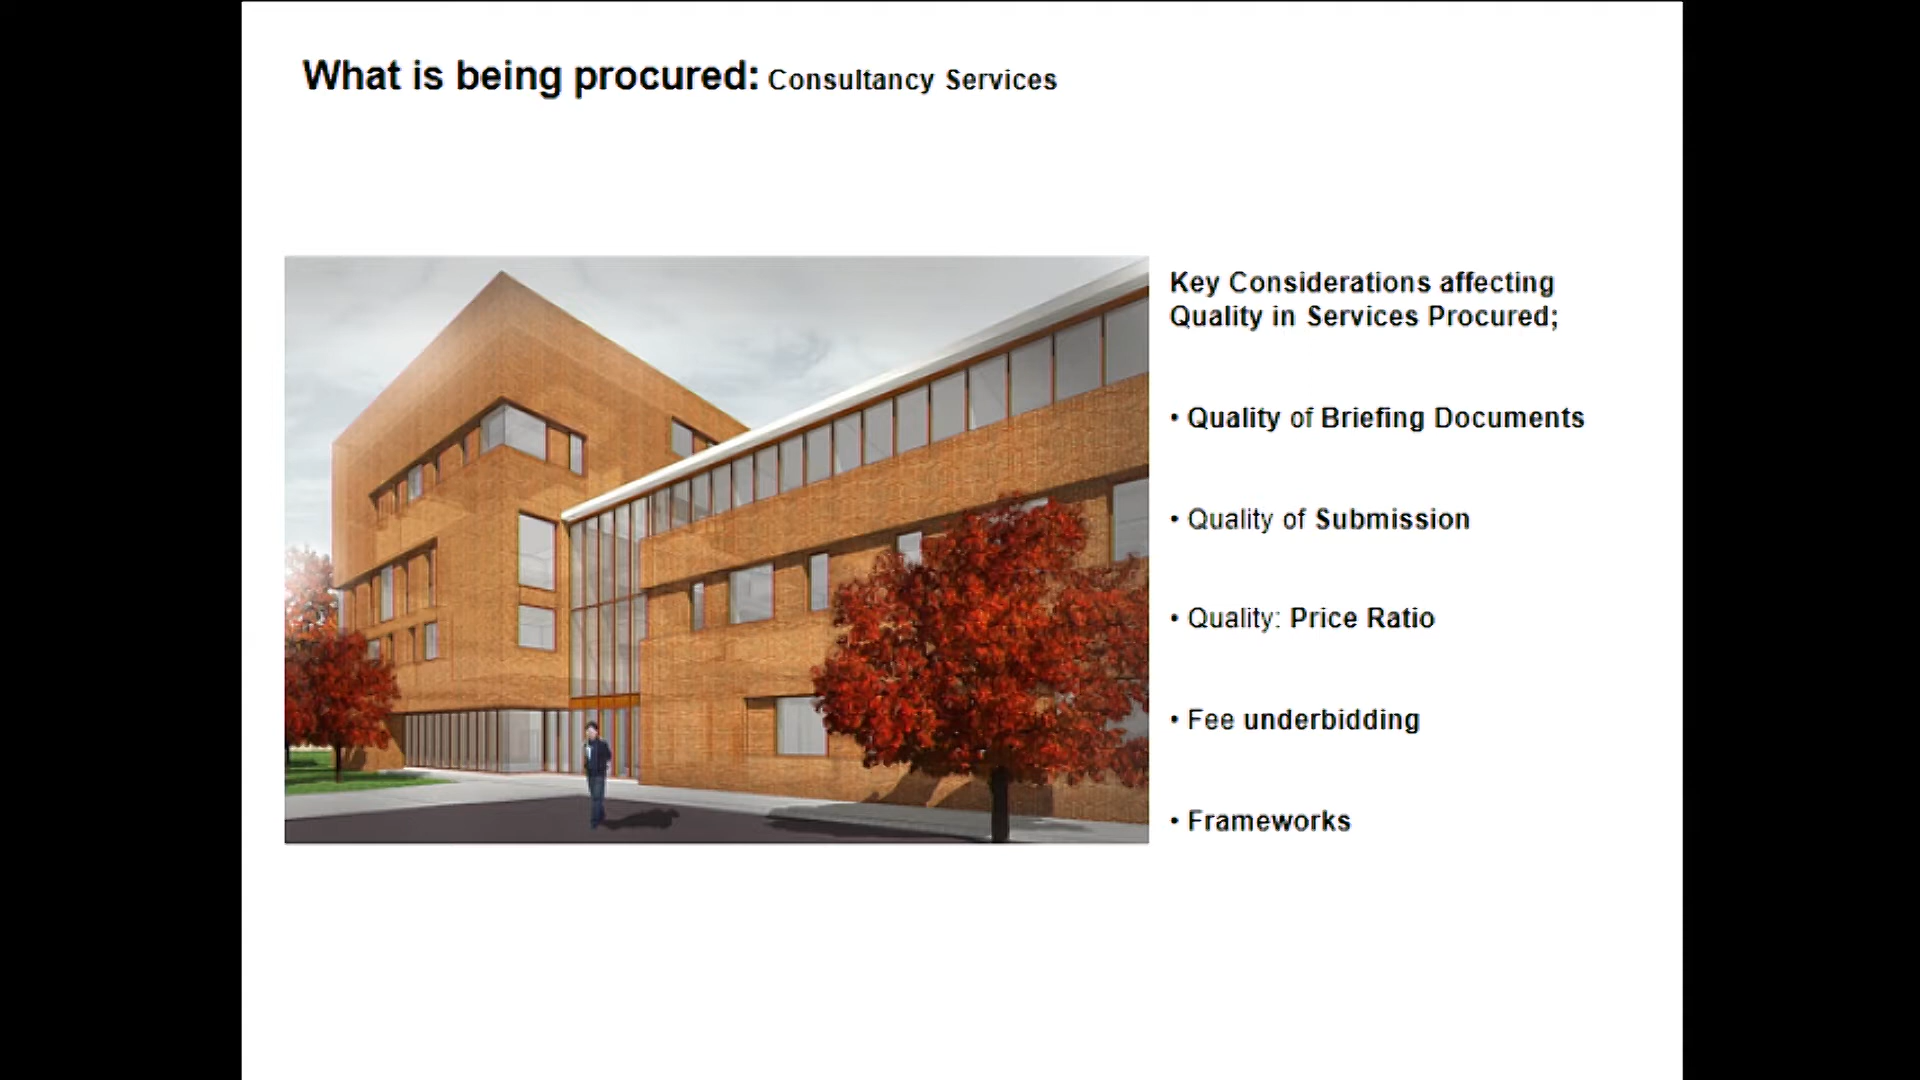 What is being procured: Consultancy Services
Key Considerations affecting
Quality in Services Procured;
• Quality of Briefing Documents
• Quality of Submission
• Quality: Price Ratio
• Fee underbidding
• Frameworks